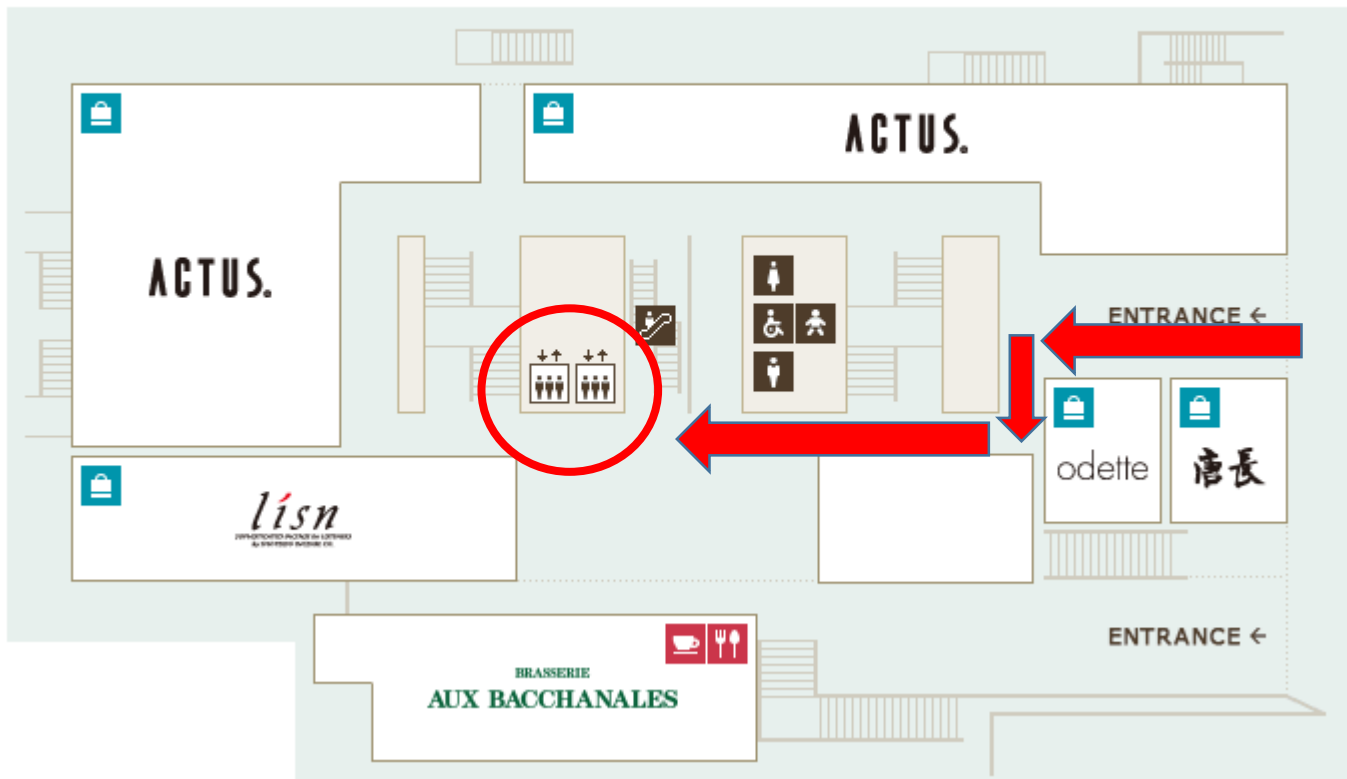 ACTUS.
ACTUS.
ENTRANCE ←
odette
唐長
lisn
ENTRANCE ←
BRASSERIE
AUX BACCHANALES